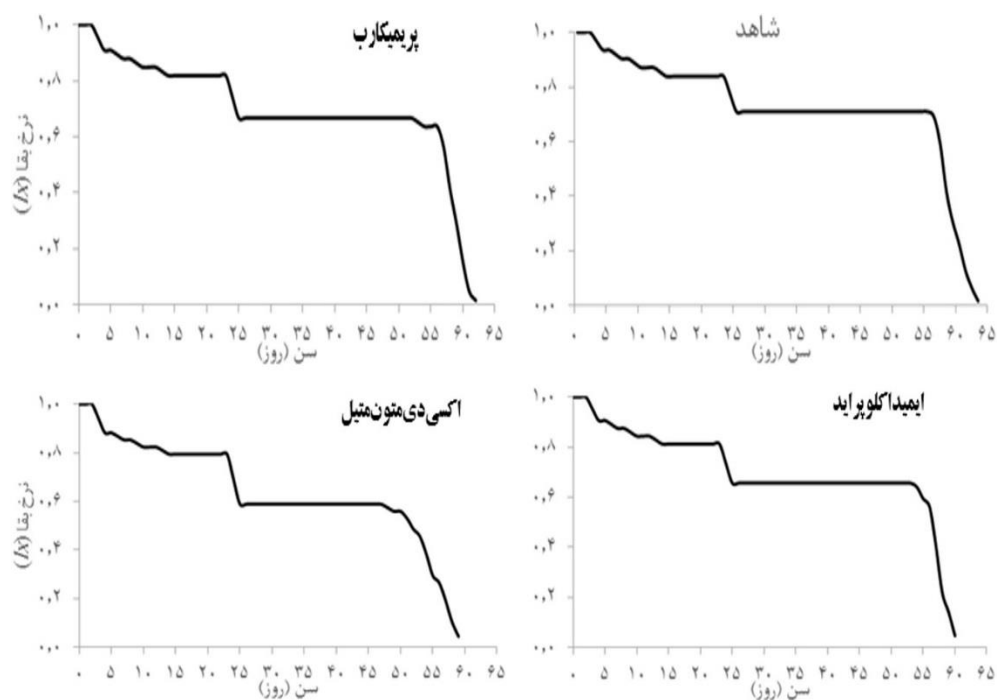 پریمیکارب
نرخ بقا (lx)
۱,۰
۰,۸
۰,۶
۰,۴
۰,۲
۰,۰
۰ ۵ ۱۰ ۱۵ ۲۰ ۲۵ ۳۰ ۳۵ ۴۰ ۴۵ ۵۰ ۵۵ ۶۰ ۶۵
سن (روز)
شاهد
۱,۰
۰,۸
۰,۶
۰,۴
۰,۲
۰,۰
۰ ۵ ۱۰ ۱۵ ۲۰ ۲۵ ۳۰ ۳۵ ۴۰ ۴۵ ۵۰ ۵۵ ۶۰ ۶۵
سن (روز)
اکسی‌دی‌متون‌متیل
نرخ بقا (lx)
۱,۰
۰,۸
۰,۶
۰,۴
۰,۲
۰,۰
۰ ۵ ۱۰ ۱۵ ۲۰ ۲۵ ۳۰ ۳۵ ۴۰ ۴۵ ۵۰ ۵۵ ۶۰ ۶۵
سن (روز)
ایمیداکلوپراید
۱,۰
۰,۸
۰,۶
۰,۴
۰,۲
۰,۰
۰ ۵ ۱۰ ۱۵ ۲۰ ۲۵ ۳۰ ۳۵ ۴۰ ۴۵ ۵۰ ۵۵ ۶۰ ۶۵
سن (روز)